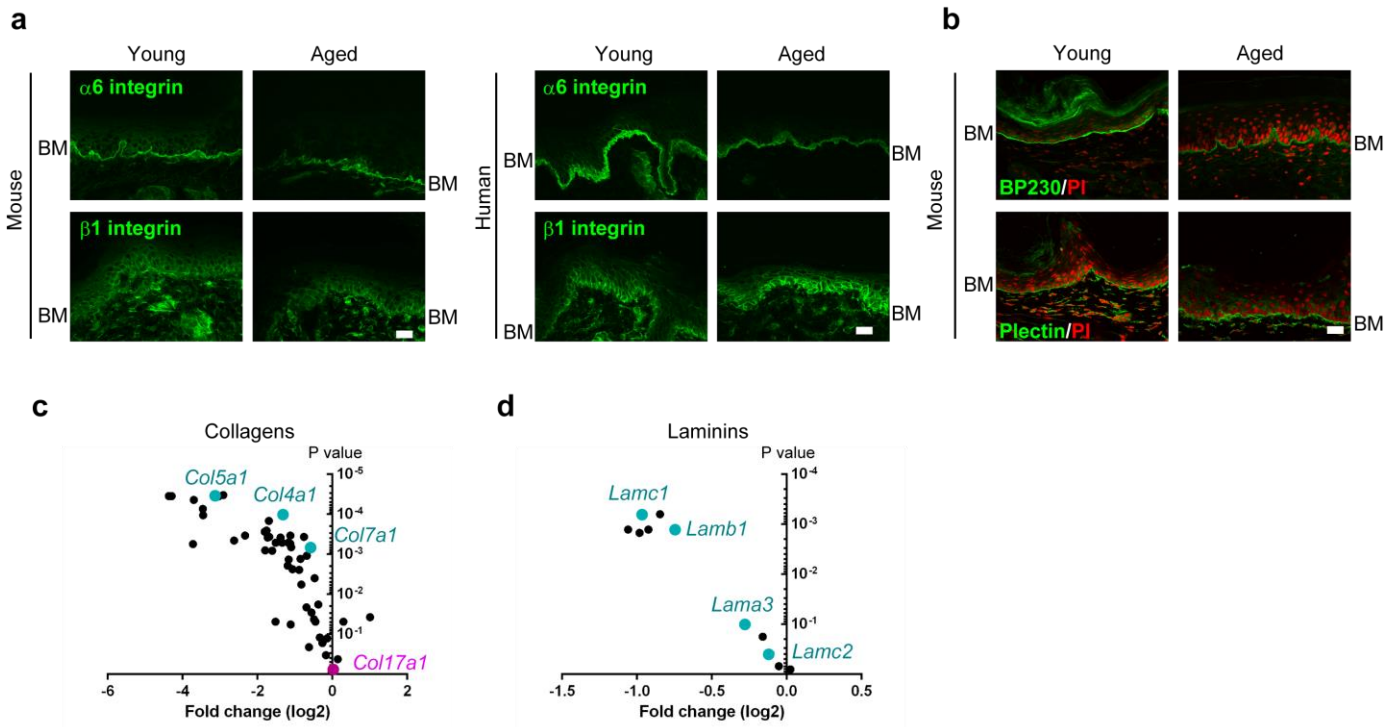 a
Young
Aged
Young
Aged
Mouse
α6 integrin
BM
BM
β1 integrin
BM
BM
Human
α6 integrin
BM
BM
β1 integrin
BM
BM
b
Young
Aged
Mouse
BM
BM
BP230/PI
BM
BM
Plectin/PI
c
Collagens
P value
10-5
10-4
10-3
10-2
10-1
Col5a1
Col4a1
Col7a1
Col17a1
-6
-4
-2
0
2
Fold change (log2)
d
Laminins
P value
10-4
10-3
10-2
10-1
Lamc1
Lamb1
Lama3
Lamc2
-1.5
-1.0
-0.5
0.0
0.5
Fold change (log2)